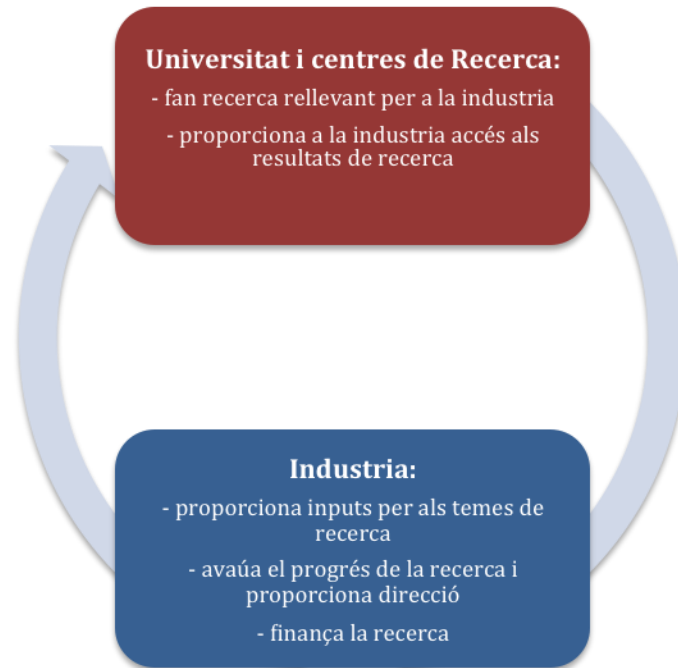 Universitat i centres de Recerca:
- fan recerca rellevant per a la industria
- proporciona a la industria accés als
resultats de recerca
Industria:
- proporciona inputs per als temes de
recerca
- avaúa el progrés de la recerca i
proporciona direcció
- finança la recerca